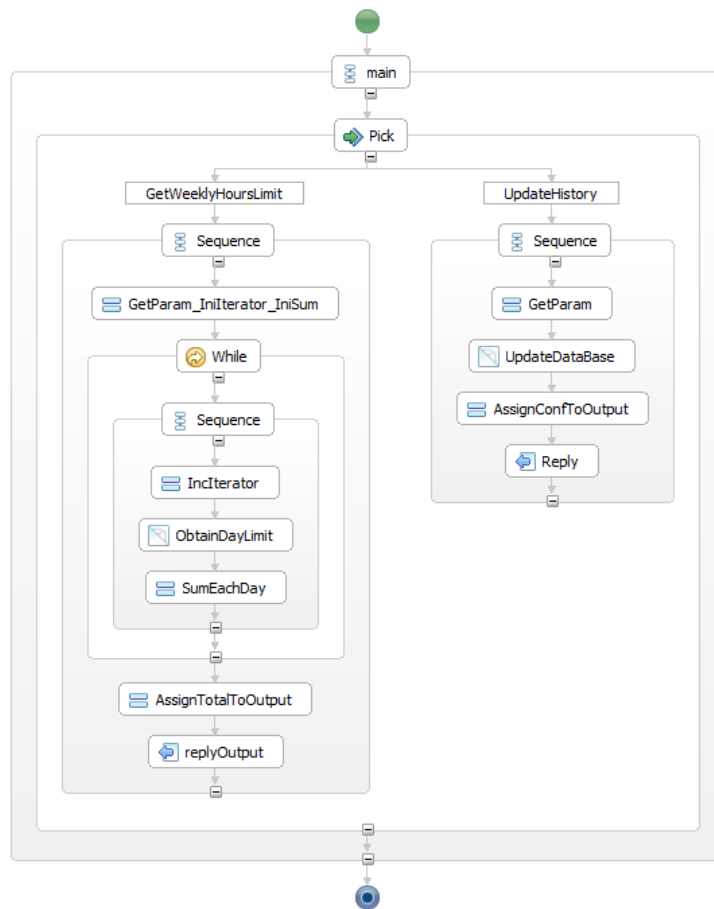 main
Pick
GetWeeklyHoursLimit
UpdateHistory
Sequence
Sequence
GetParam_IniIterator_IniSum
GetParam
While
UpdateDataBase
Sequence
AssignConfToOutput
Reply
IncIterator
ObtainDayLimit
SumEachDay
AssignTotalToOutput
replyOutput